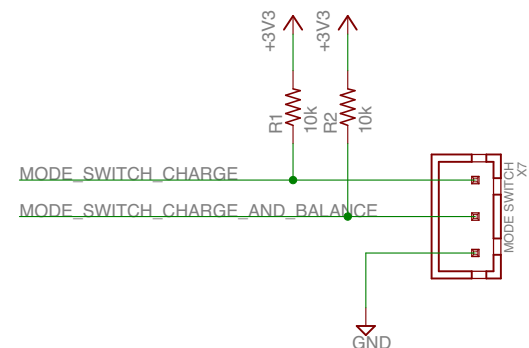 +3V3
+3V3
R1
10k
R2
10k
MODE_SWITCH_CHARGE
MODE_SWITCH_CHARGE_AND_BALANCE
MODE SWITCH
X7
GND